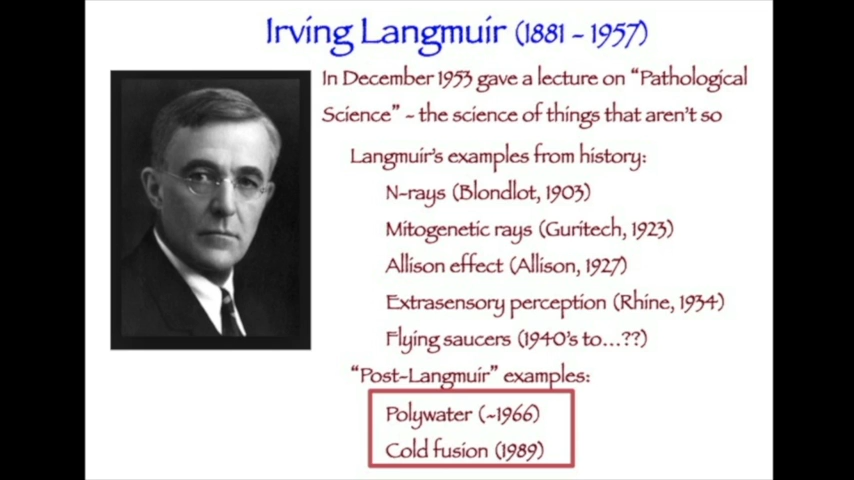 Irving Langmuir (1881 - 1957)
In December 1953 gave a lecture on "Pathological
Science" - the science of things that aren't so
Langmuir's examples from history:
N-rays (Blondlot, 1903)
Mitogenetic rays (Guritech, 1923)
Allison effect (Allison, 1927)
Extrasensory perception (Rhine, 1934)
Flying saucers (1940's to...??)
"Post-Langmuir" examples:
Polywater (~1966)
Cold fusion (1989)